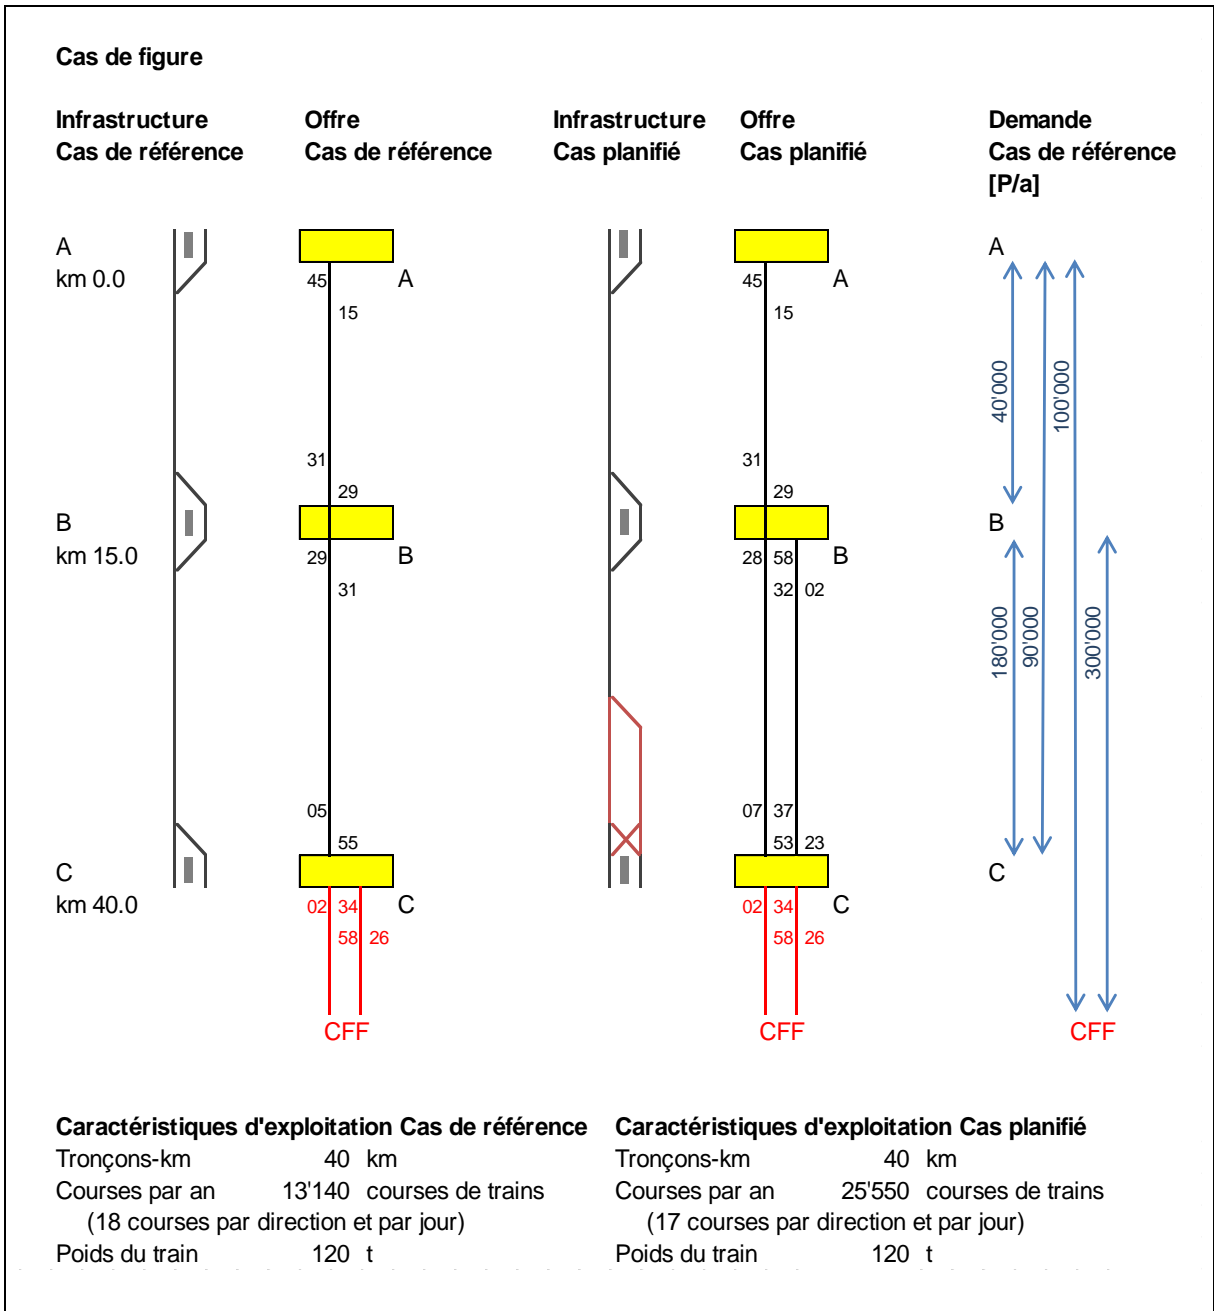 Cas de figure
Infrastructure Offre Infrastructure Offre Demande
Cas de référence Cas de référence Cas planifié Cas planifié Cas de référence
[P/a]
A A
km 0.0 45 A 45 A
15 15
40'000 100'000
31 31
29 29
B B
km 15.0 29 B 28 58 B
31 32 02
180'000 90'000 300'000
05 07 37
55 53 23
C C
km 40.0 02 34 C 02 34 C
58 26 58 26
CFF CFF CFF
Caractéristiques d'exploitation Cas de référence Caractéristiques d'exploitation Cas planifié
Tronçons-km 40 km Tronçons-km 40 km
Courses par an 13'140 courses de trains Courses par an 25'550 courses de trains
(18 courses par direction et par jour) (17 courses par direction et par jour)
Poids du train 120 t Poids du train 120 t